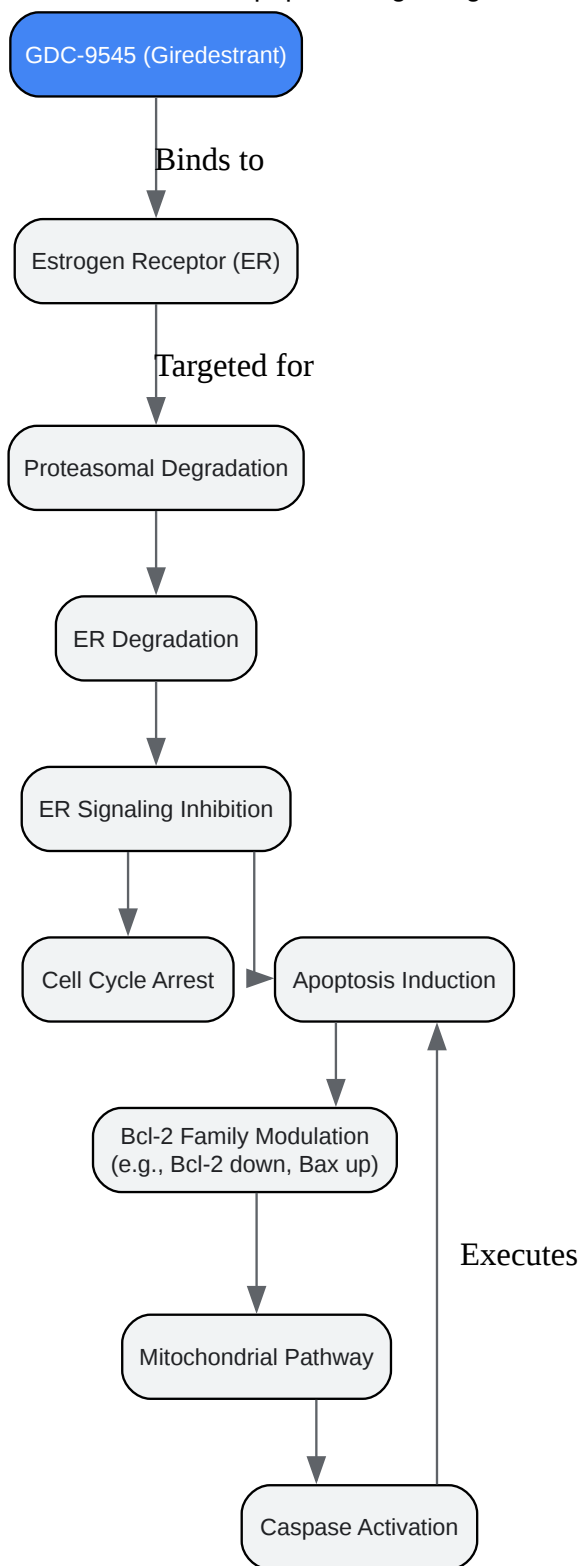 GDC-9545 (Giredestrant)
Binds to
Estrogen Receptor (ER)
Targeted for
Proteasomal Degradation
ER Degradation
ER Signaling Inhibition
Cell Cycle Arrest
Apoptosis Induction
Bcl-2 Family Modulation
(e.g., Bcl-2 down, Bax up)
Executes
Mitochondrial Pathway
Caspase Activation